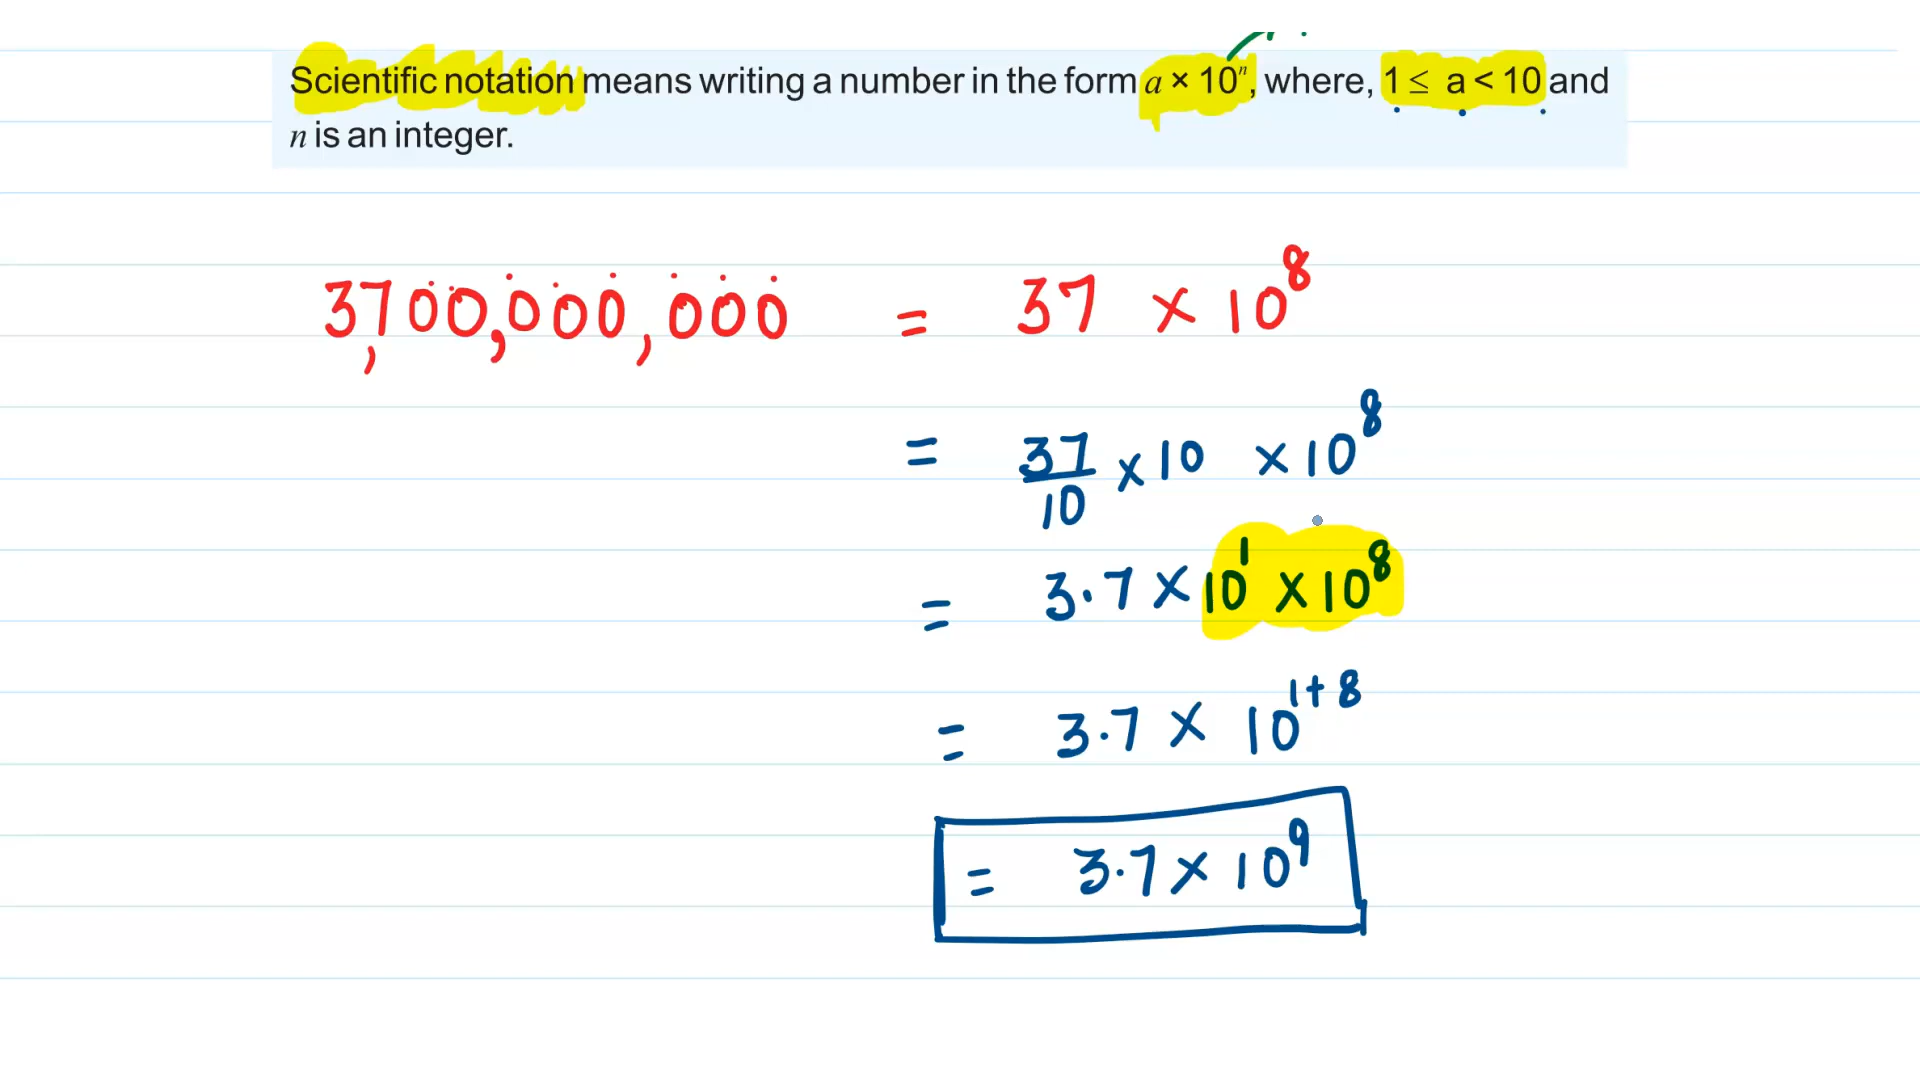 Scientific notation means writing a number in the form a × 10ⁿ, where, 1 ≤ a < 10 and
n is an integer.
3,700,000,000 = 37 × 10⁸
= 37/10 × 10 × 10⁸
= 3.7 × 10¹ × 10⁸
= 3.7 × 10¹⁺⁸
= 3.7 × 10⁹